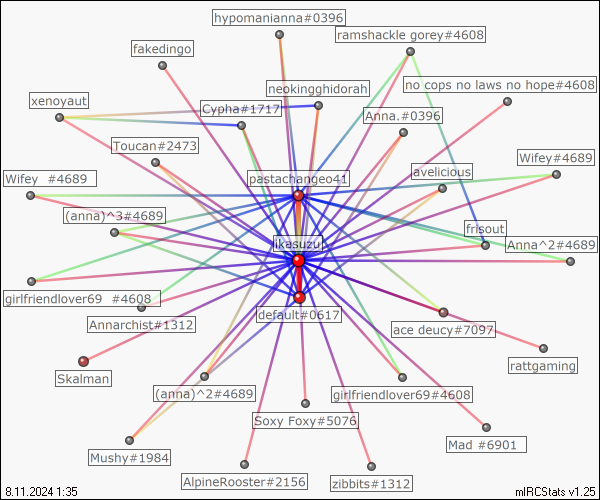 hypomanianna#0396
ramshackle gorey#4608
fakedingo
neokingghidorah
no cops no laws no hope#4608
xenoyaut
Cypha#1717
Anna.#0396
Toucan#2473
Wifey #4689
pastachangeo41
avelicious
Wifey  #4689
(anna)^3#4689
frisout
ikasuzu
Anna^2#4689
girlfriendlover69  #4608
Annarchist#1312
default#0617
ace deucy#7097
Skalman
rattgaming
(anna)^2#4689
girlfriendlover69#4608
Soxy Foxy#5076
Mushy#1984
Mad #6901
AlpineRooster#2156
zibbits#1312
8.11.2024 1:35
mIRCStats v1.25